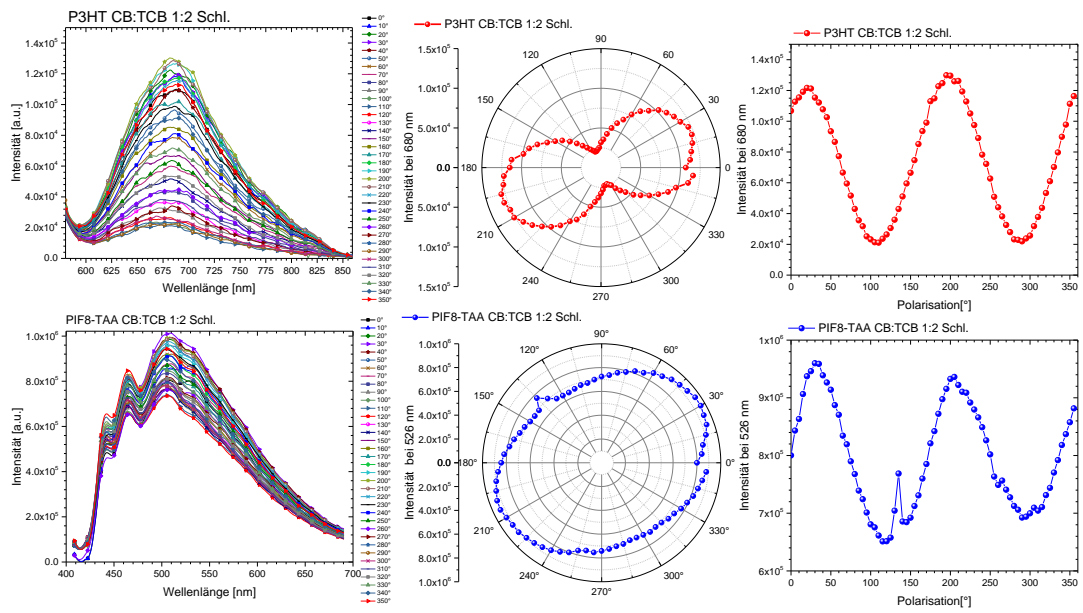 P3HT CB:TCB 1:2 Schl.
1.4x10⁵
1.2x10⁵
1.0x10⁵
8.0x10⁴
6.0x10⁴
4.0x10⁴
2.0x10⁴
0.0
Intensität [a.u.]
600 625 650 675 700 725 750 775 800 825 850
Wellenlänge [nm]
0°
10°
20°
30°
40°
50°
60°
70°
80°
90°
100°
110°
120°
130°
140°
150°
160°
170°
180°
190°
200°
210°
220°
230°
240°
250°
260°
270°
280°
290°
300°
310°
320°
330°
340°
350°
P3HT CB:TCB 1:2 Schl.
1.5x10⁵
1.0x10⁵
5.0x10⁴
0.0
5.0x10⁴
1.0x10⁵
1.5x10⁵
Intensität bei 680 nm
0
30
60
90
120
150
180
210
240
270
300
330
P3HT CB:TCB 1:2 Schl.
1.4x10⁵
1.2x10⁵
1.0x10⁵
8.0x10⁴
6.0x10⁴
4.0x10⁴
2.0x10⁴
0.0
Intensität bei 680 nm
0 50 100 150 200 250 300 350
Polarisation[°]
PIF8-TAA CB:TCB 1:2 Schl.
1.0x10⁶
8.0x10⁵
6.0x10⁵
4.0x10⁵
2.0x10⁵
0.0
Intensität [a.u.]
400 450 500 550 600 650 700
Wellenlänge [nm]
0°
10°
20°
30°
40°
50°
60°
70°
80°
90°
100°
110°
120°
130°
140°
150°
160°
170°
180°
190°
200°
210°
220°
230°
240°
250°
260°
270°
280°
290°
300°
310°
320°
330°
340°
350°
PIF8-TAA CB:TCB 1:2 Schl.
1.0x10⁶
8.0x10⁵
6.0x10⁵
4.0x10⁵
2.0x10⁵
0.0
2.0x10⁵
4.0x10⁵
6.0x10⁵
8.0x10⁵
1.0x10⁶
Intensität bei 526 nm
0°
30°
60°
90°
120°
150°
180°
210°
240°
270°
300°
330°
PIF8-TAA CB:TCB 1:2 Schl.
1x10⁶
9x10⁵
8x10⁵
7x10⁵
6x10⁵
Intensität bei 526 nm
0 50 100 150 200 250 300 350
Polarisation[°]